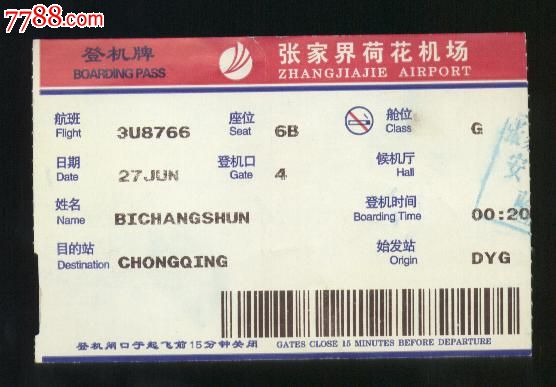 7788.com
登机牌 张家界荷花机场
BOARDING PASS ZHANGJIAJIE AIRPORT
航班 座位 舱位
Flight 3U8766 Seat 6B Class G
日期 登机口 候机厅
Date 27JUN Gate 4 Hall
姓名 登机时间
Name BICHANGSHUN Boarding Time 00:20
目的站 始发站
Destination CHONGQING Origin DYG
登机闸口于起飞前15分钟关闭 GATES CLOSE 15 MINUTES BEFORE DEPARTURE